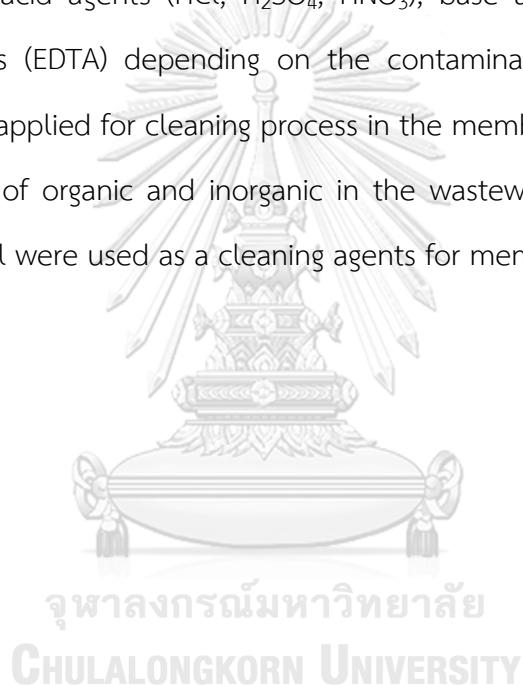 acid agents (HCl, H₂SO₄, HNO₃), base a
s (EDTA) depending on the contamina
applied for cleaning process in the memb
of organic and inorganic in the wastew
l were used as a cleaning agents for mem
จุฬาลงกรณ์มหาวิทยาลัย
CHULALONGKORN UNIVERSITY